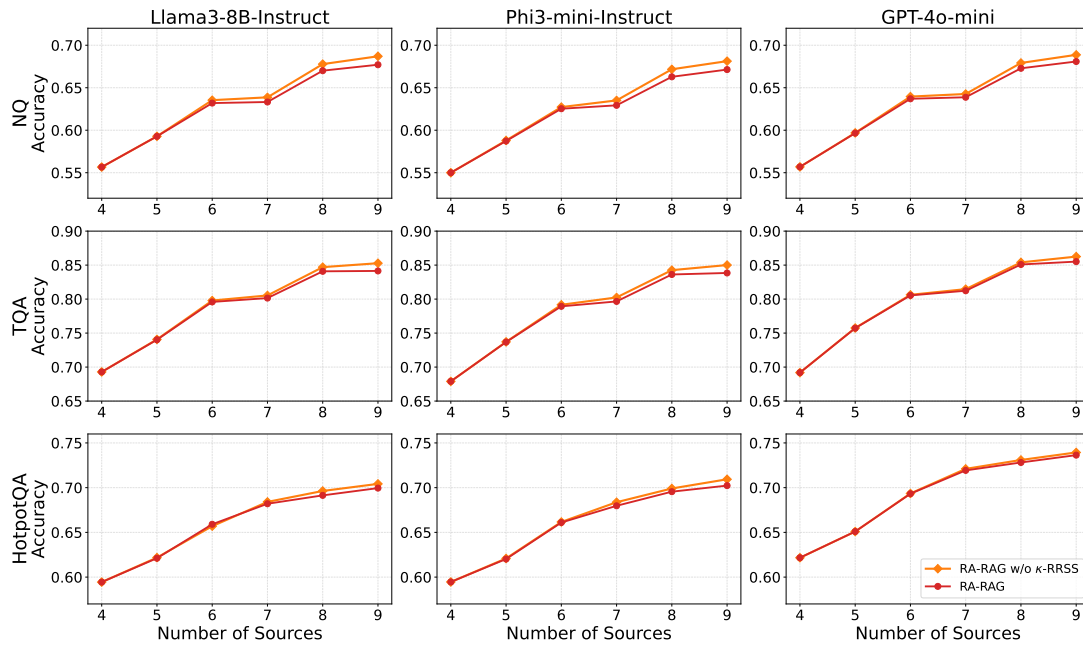 Llama3-8B-Instruct
Phi3-mini-Instruct
GPT-4o-mini
NQ
Accuracy
0.70
0.65
0.60
0.55
4 5 6 7 8 9
0.70
0.65
0.60
0.55
4 5 6 7 8 9
0.70
0.65
0.60
0.55
4 5 6 7 8 9
TQA
Accuracy
0.90
0.85
0.80
0.75
0.70
0.65
4 5 6 7 8 9
0.90
0.85
0.80
0.75
0.70
0.65
4 5 6 7 8 9
0.90
0.85
0.80
0.75
0.70
0.65
4 5 6 7 8 9
HotpotQA
Accuracy
0.75
0.70
0.65
0.60
4 5 6 7 8 9
Number of Sources
0.75
0.70
0.65
0.60
4 5 6 7 8 9
Number of Sources
0.75
0.70
0.65
0.60
RA-RAG w/o κ-RRSS
RA-RAG
4 5 6 7 8 9
Number of Sources